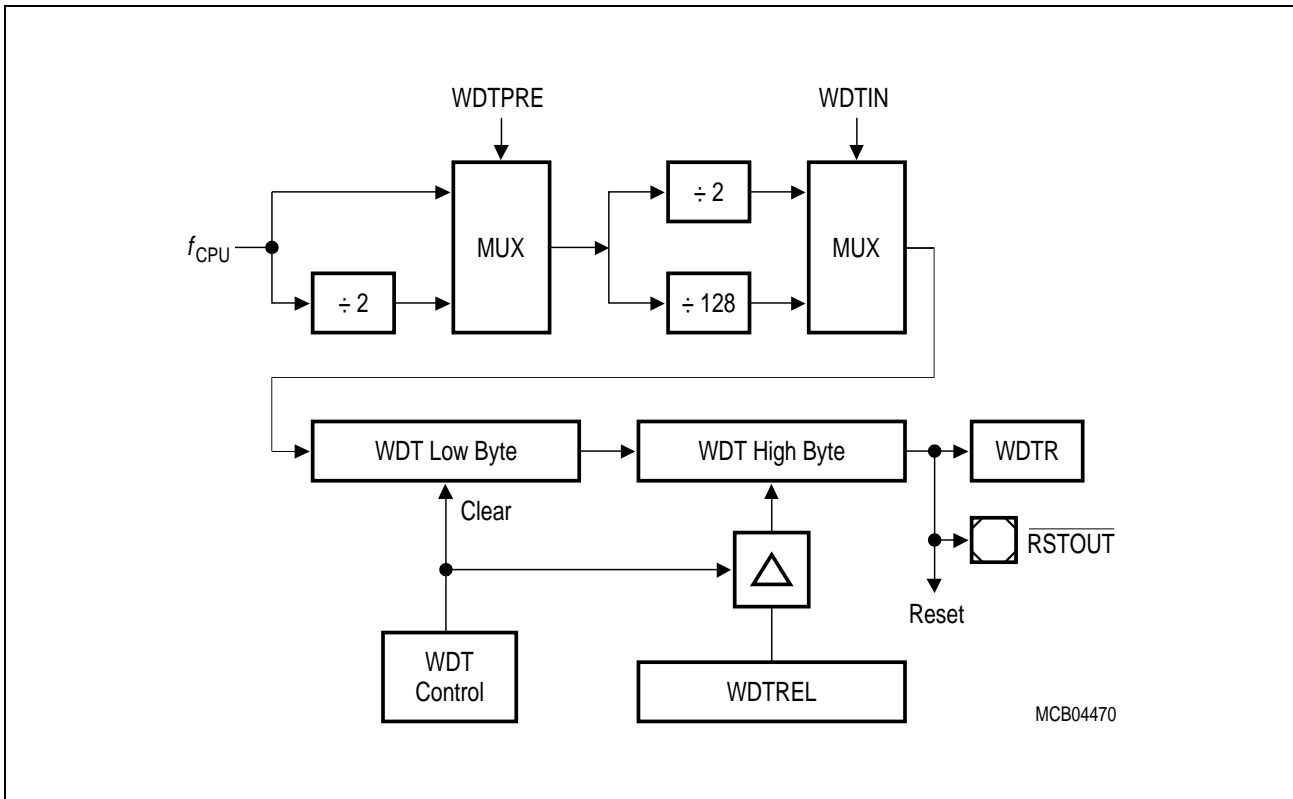 WDTPRE
WDTIN
÷ 2
MUX
MUX
fCPU
÷ 2
÷ 128
WDT Low Byte
WDT High Byte
WDTR
Clear
RSTOUT
Reset
WDT
Control
WDTREL
MCB04470